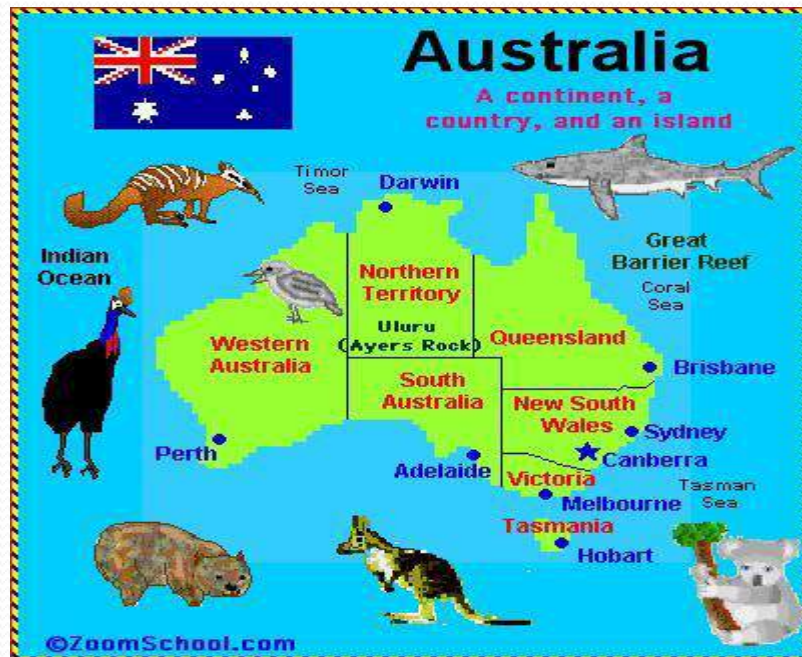 Australia
A continent, a
country, and an island
Timor
Sea
Darwin
Indian
Ocean
Great
Barrier Reef
Coral
Sea
Northern
Territory
Uluru
(Ayers Rock)
Western
Australia
Queensland
South
Australia
Brisbane
New South
Wales
Sydney
Perth
Adelaide
Canberra
Victoria
Tasman
Sea
Melbourne
Tasmania
Hobart
©ZoomSchool.com